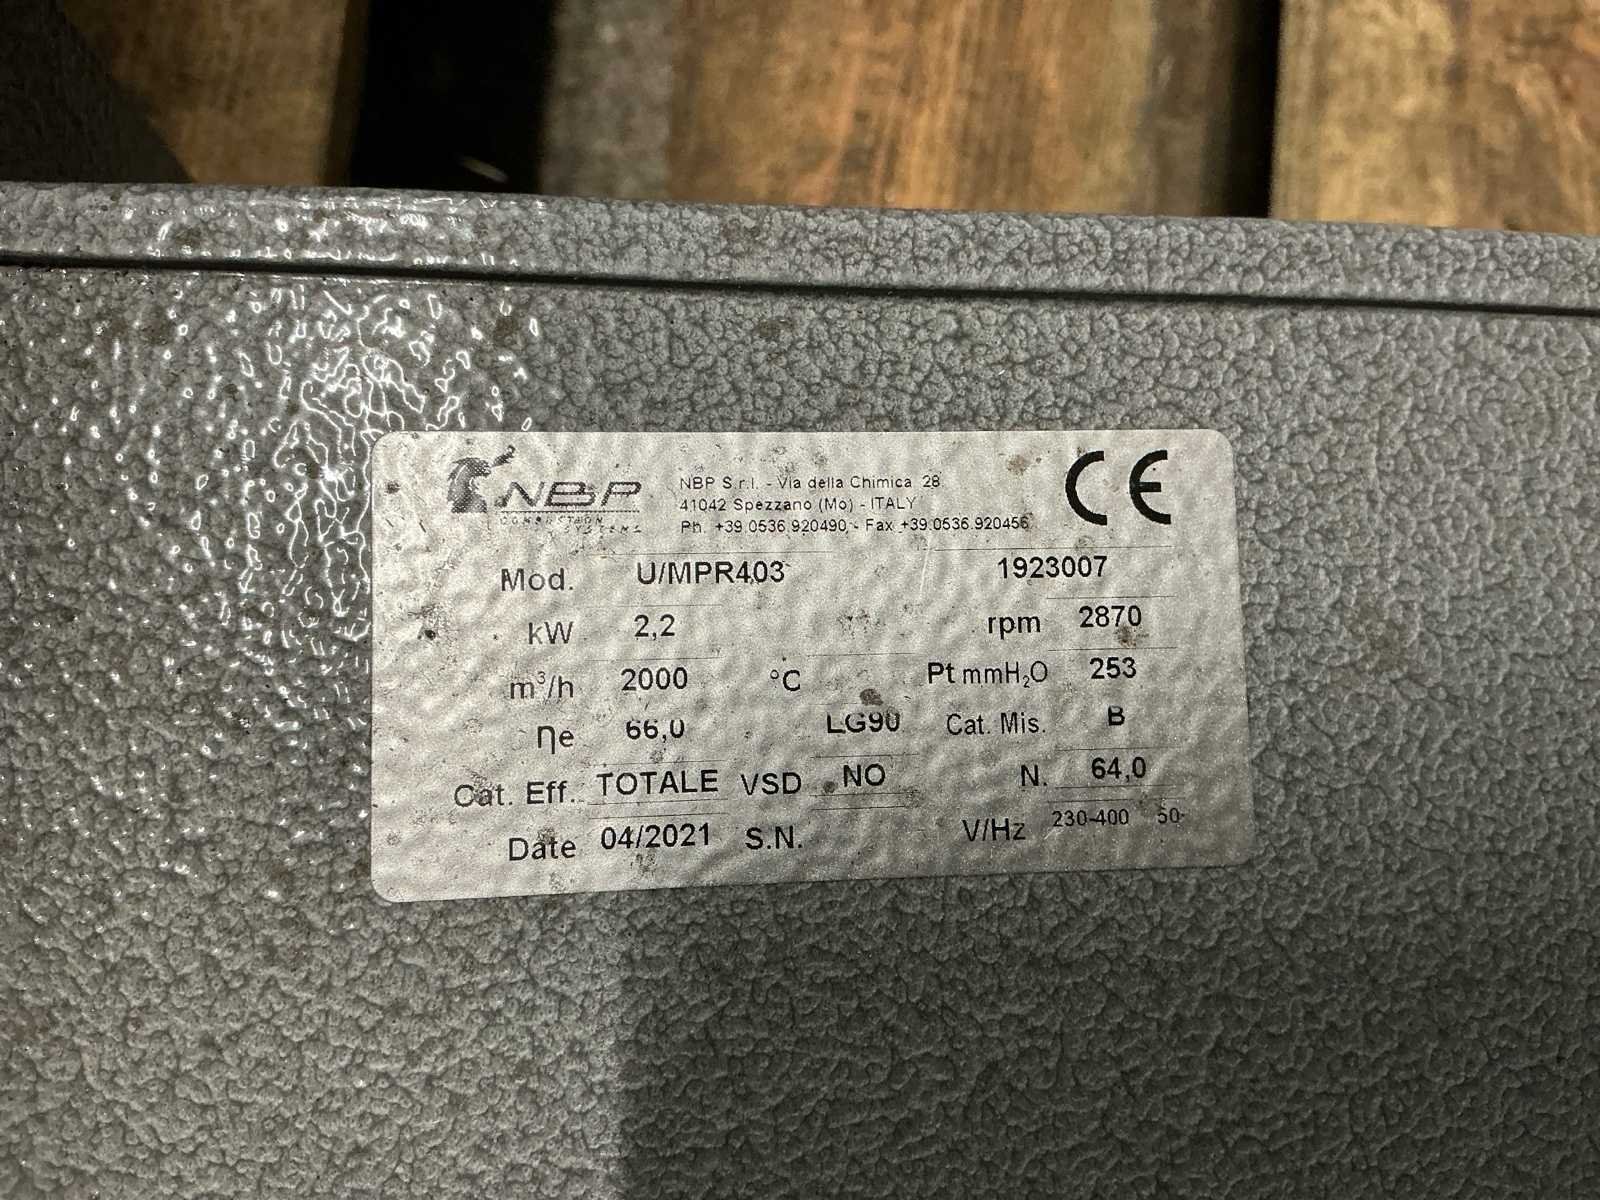 NBP NBP S.r.l. - Via della Chimica 28
COMBUSTION 41042 Spezzano (Mo) - ITALY
SYSTEMS Ph. +39.0536.920490 - Fax +39.0536.920456
CE
Mod. U/MPR403 1923007
kW 2,2 rpm 2870
m³/h 2000 °C Pt mmH₂O 253
ηe 66,0 LG90 Cat. Mis. B
Cat. Eff. TOTALE VSD NO N. 64,0
Date 04/2021 S.N. V/Hz 230-400 50-